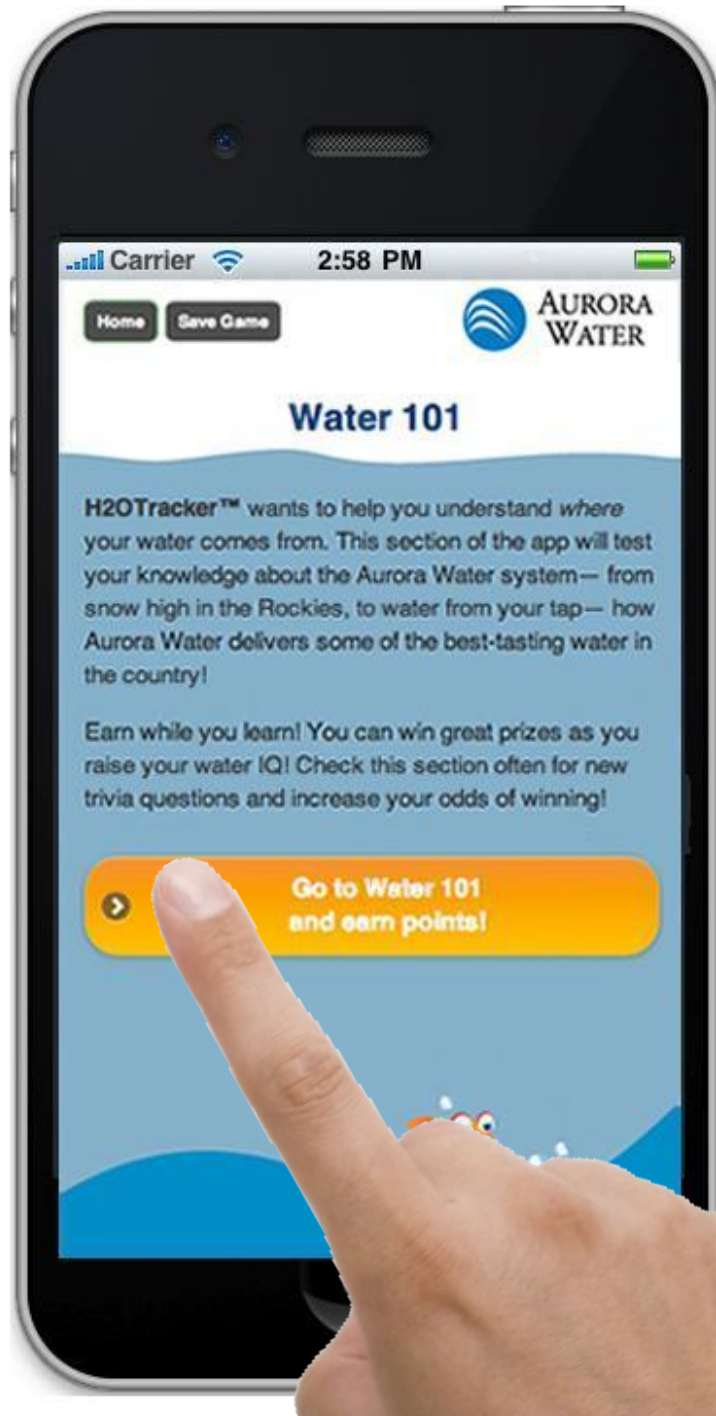 Carrier 2:58 PM
Home Save Game AURORA
WATER
Water 101
H2OTracker™ wants to help you understand where
your water comes from. This section of the app will test
your knowledge about the Aurora Water system— from
snow high in the Rockies, to water from your tap— how
Aurora Water delivers some of the best-tasting water in
the country!
Earn while you learn! You can win great prizes as you
raise your water IQ! Check this section often for new
trivia questions and increase your odds of winning!
Go to Water 101
and earn points!